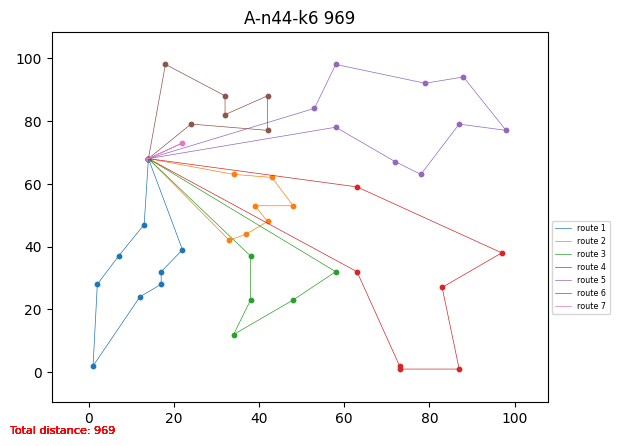 A-n44-k6 969
100
80
60
40
20
0
0 20 40 60 80 100
route 1
route 2
route 3
route 4
route 5
route 6
route 7
Total distance: 969